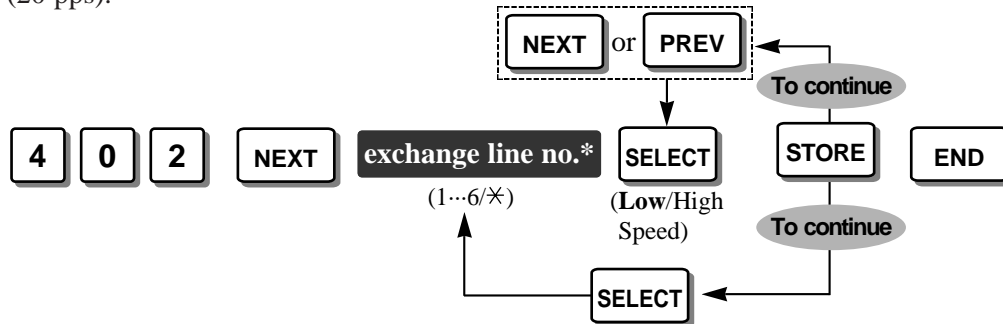 (20 pps).
NEXT or PREV
To continue
4 0 2 NEXT exchange line no.* SELECT STORE END
(1···6/✳) (Low/High
Speed)
To continue
SELECT